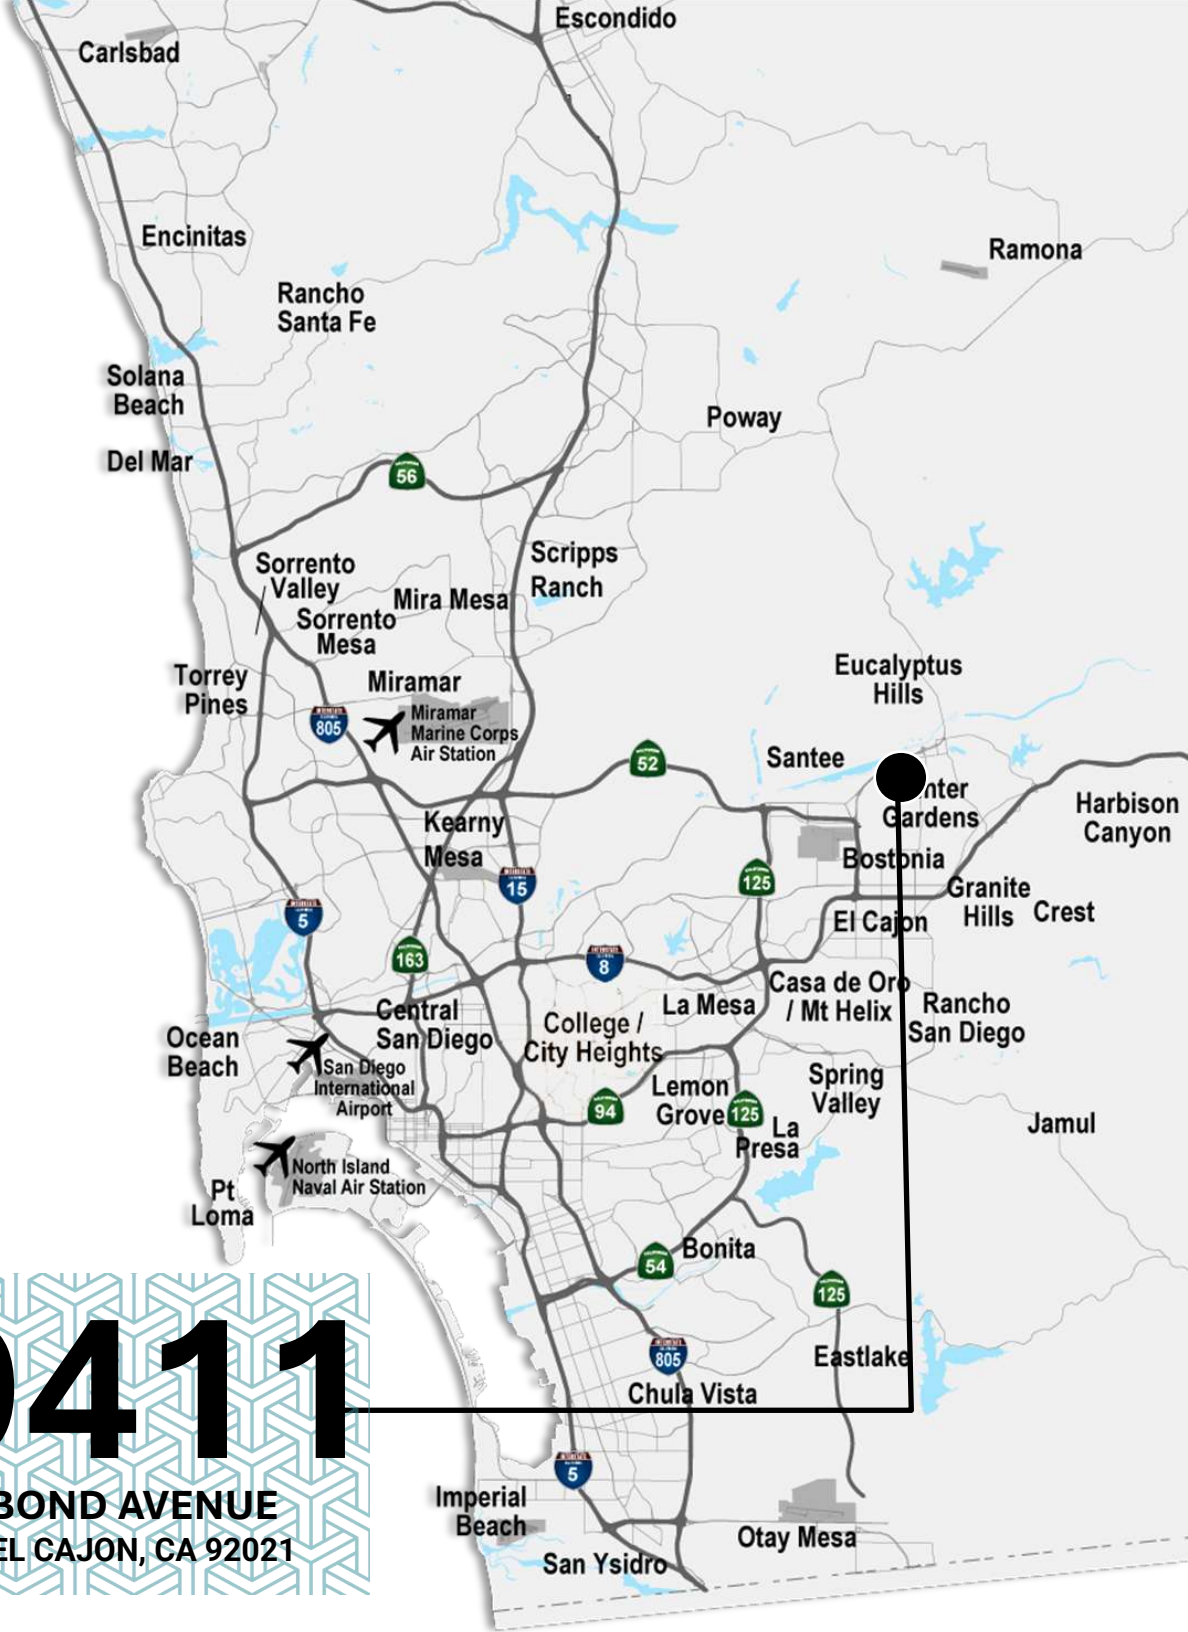 Escondido
Carlsbad
Encinitas
Ramona
Rancho
Santa Fe
Solana
Beach
Poway
Del Mar
56
Scripps
Ranch
Sorrento
Valley
Mira Mesa
Sorrento
Mesa
Eucalyptus
Hills
Torrey
Pines
Miramar
805
Miramar
Marine Corps
Air Station
52
Santee
nter
Gardens
Harbison
Canyon
Kearny
Mesa
Bostonia
15
125
Granite
Hills
Crest
5
El Cajon
163
8
Casa de Oro
/ Mt Helix
La Mesa
Rancho
San Diego
Central
San Diego
College /
City Heights
Ocean
Beach
San Diego
International
Airport
Spring
Valley
Lemon
Grove
94
125
La
Presa
Jamul
North Island
Naval Air Station
Pt
Loma
Bonita
54
125
805
Eastlake
Chula Vista
411
BOND AVENUE
EL CAJON, CA 92021
5
Imperial
Beach
Otay Mesa
San Ysidro